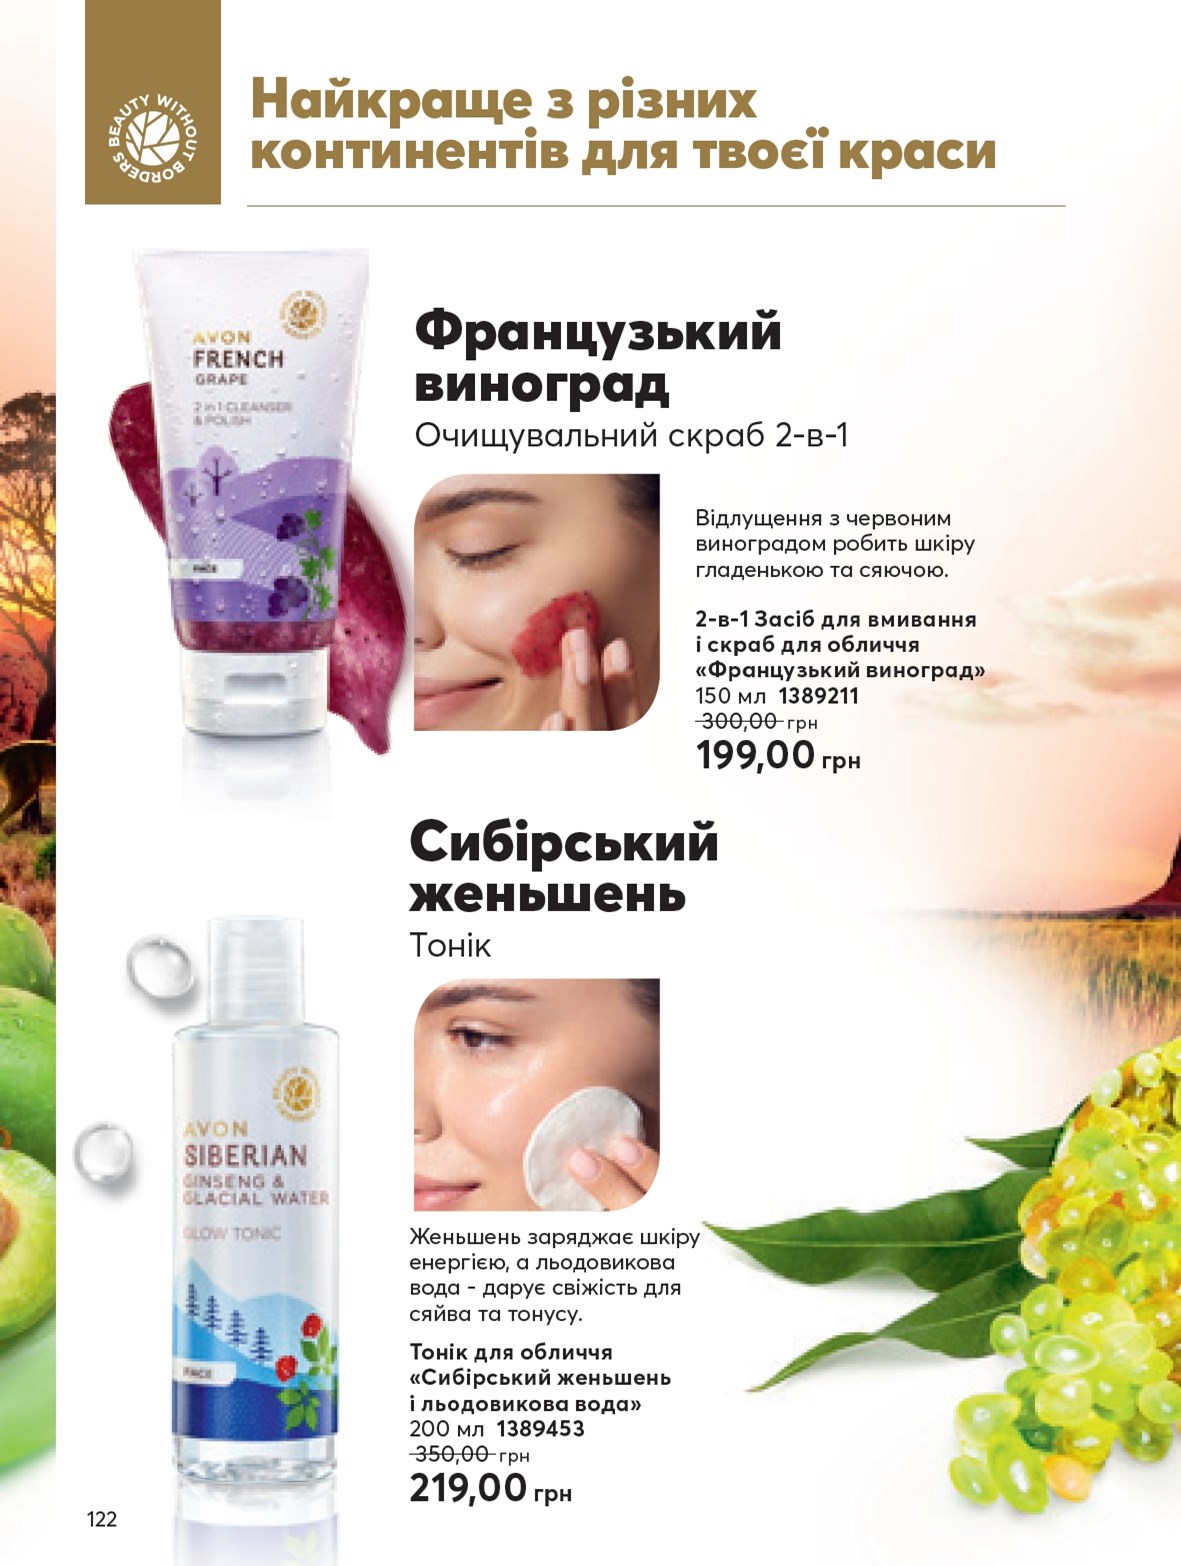 BEAUTY WITHOUT BORDERS
Найкраще з різних
континентів для твоєї краси
AVON
FRENCH
GRAPE
2 in 1 CLEANSER
& POLISH
FACE
Французький
виноград
Очищувальний скраб 2-в-1
Відлущення з червоним
виноградом робить шкіру
гладенькою та сяючою.
2-в-1 Засіб для вмивання
і скраб для обличчя
«Французький виноград»
150 мл 1389211
300,00 грн
199,00 грн
Сибірський
женьшень
Тонік
AVON
SIBERIAN
GINSENG &
GLACIAL WATER
GLOW TONIC
FACE
Женьшень заряджає шкіру
енергією, а льодовикова
вода - дарує свіжість для
сяйва та тонусу.
Тонік для обличчя
«Сибірський женьшень
і льодовикова вода»
200 мл 1389453
350,00 грн
219,00 грн
122